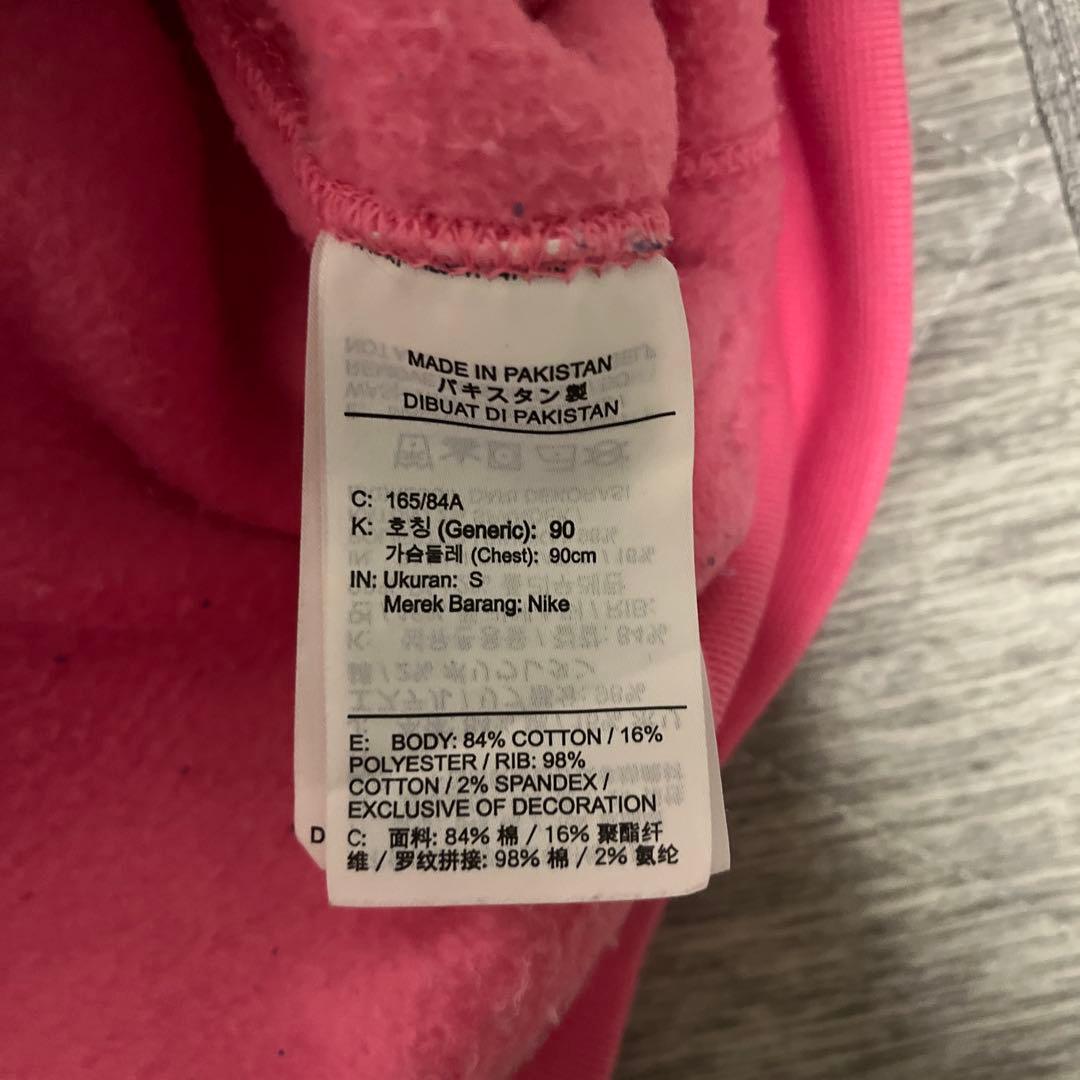 MADE IN PAKISTAN
パキスタン製
DIBUAT DI PAKISTAN
C: 165/84A
K: 호칭 (Generic): 90
가슴둘레 (Chest): 90cm
IN: Ukuran: S
Merek Barang: Nike
E: BODY: 84% COTTON / 16%
POLYESTER / RIB: 98%
COTTON / 2% SPANDEX /
EXCLUSIVE OF DECORATION
D
C: 面料: 84% 棉 / 16% 聚酯纤
维 / 罗纹拼接: 98% 棉 / 2% 氨纶